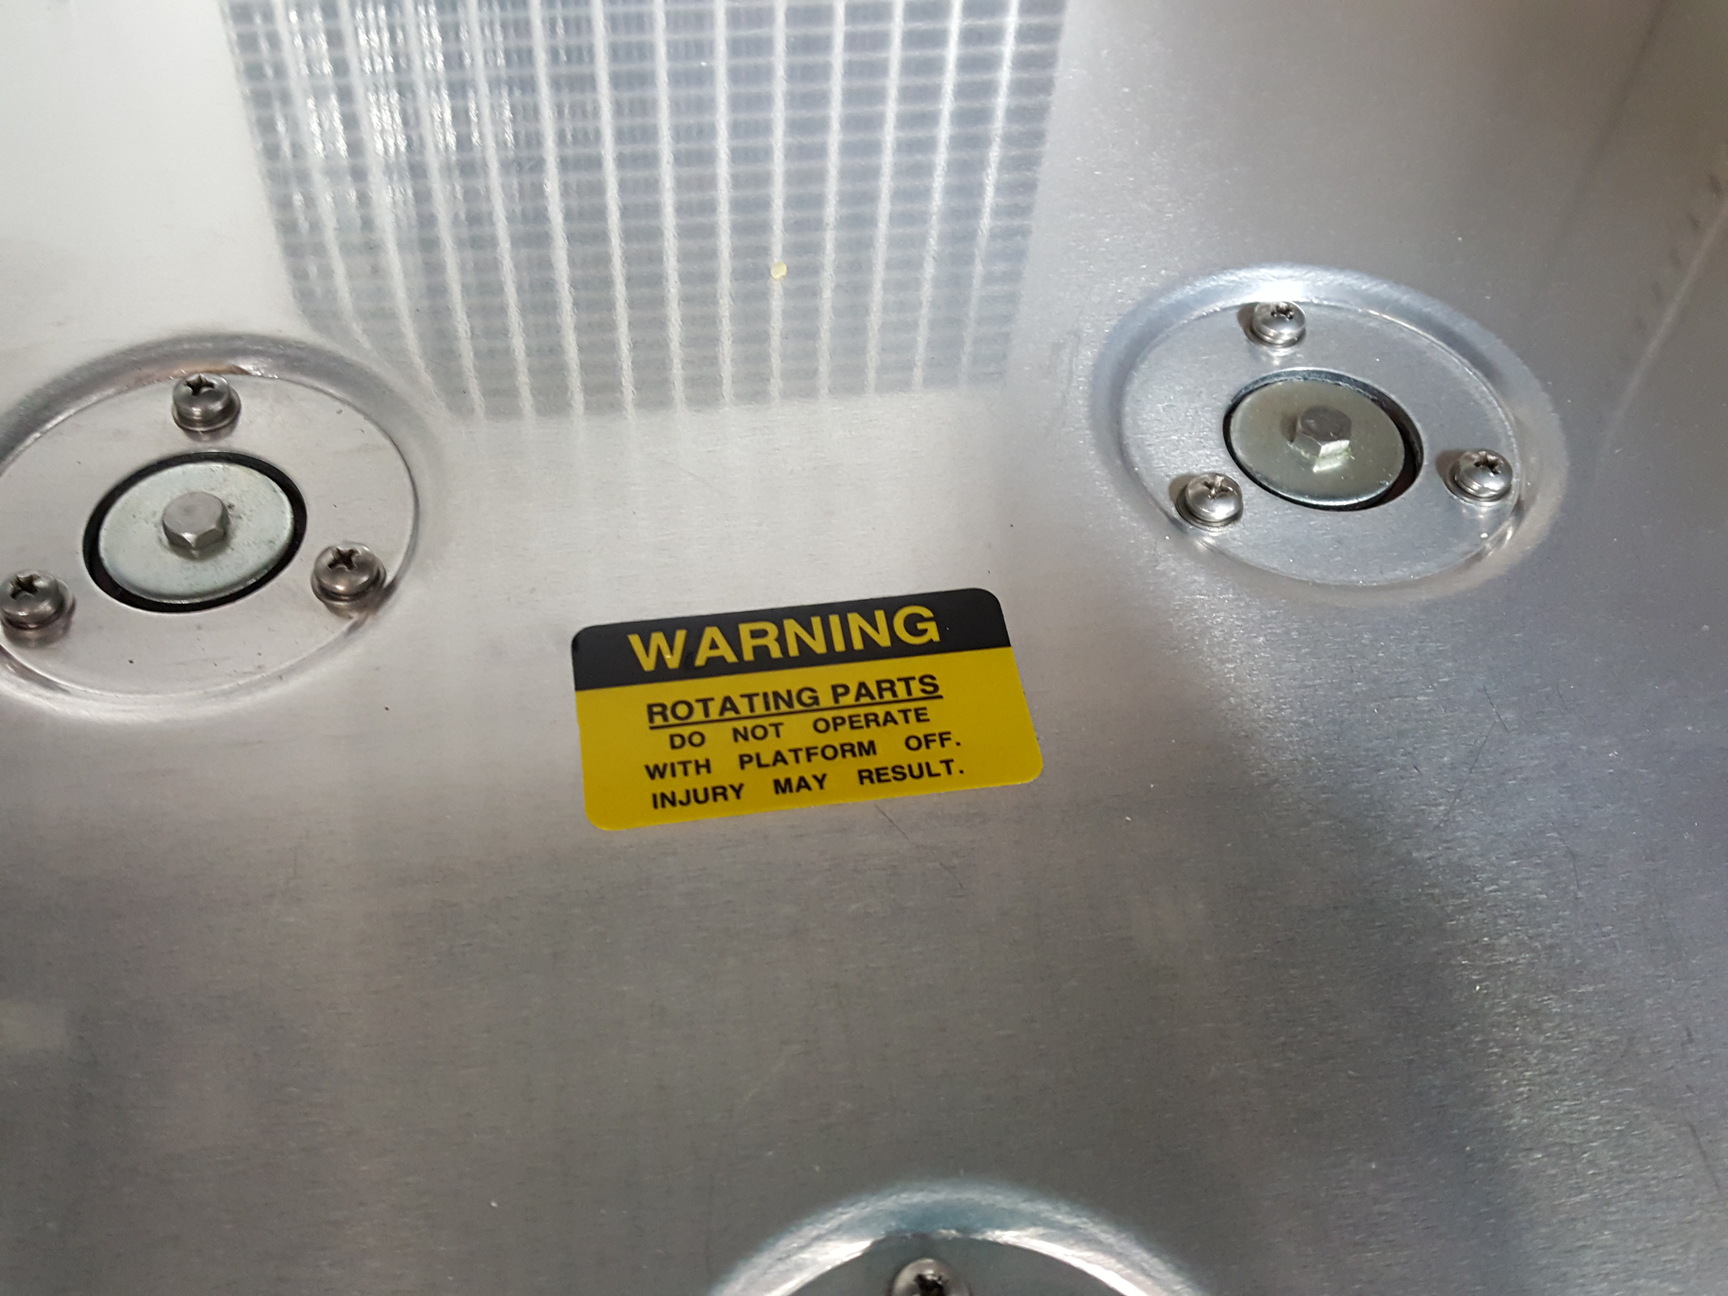 WARNING
ROTATING PARTS
DO NOT OPERATE
WITH PLATFORM OFF.
INJURY MAY RESULT.